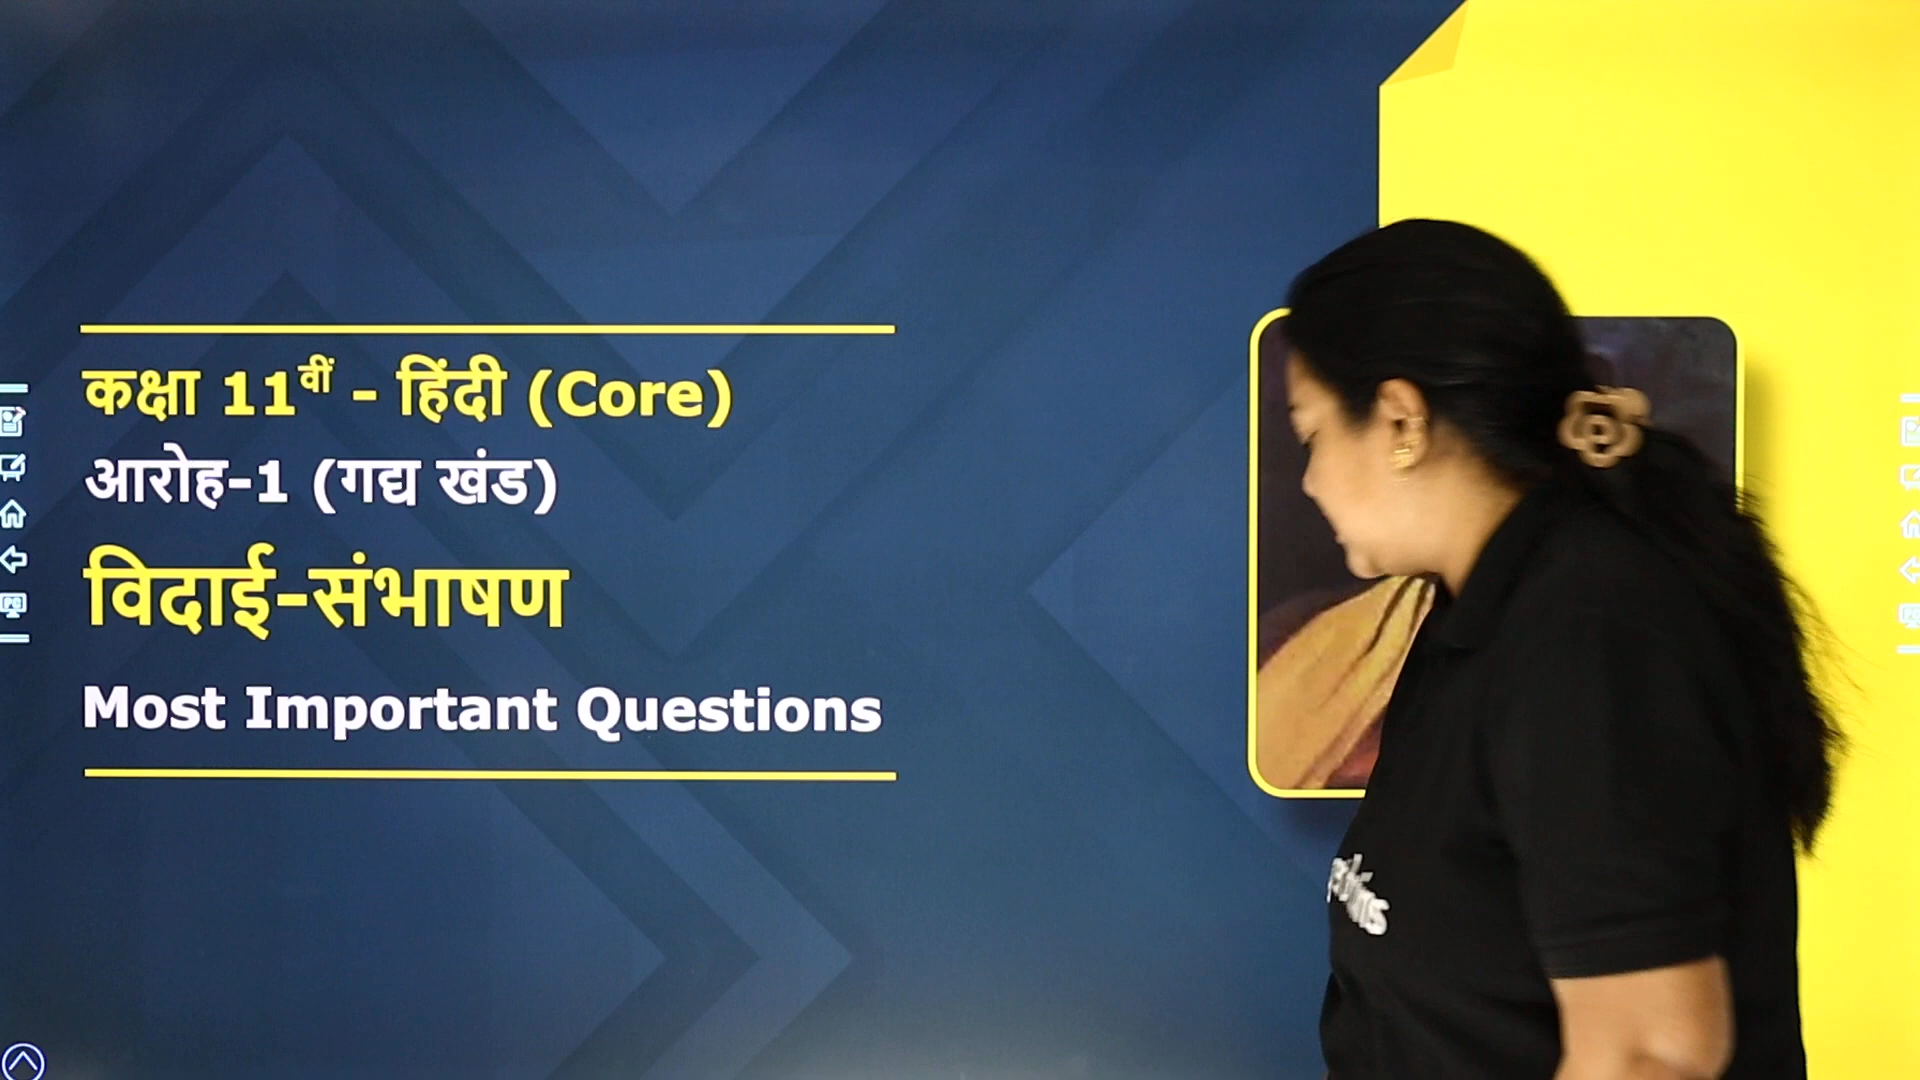 कक्षा 11वीं - हिंदी (Core)
आरोह-1 (गद्य खंड)
विदाई-संभाषण
Most Important Questions